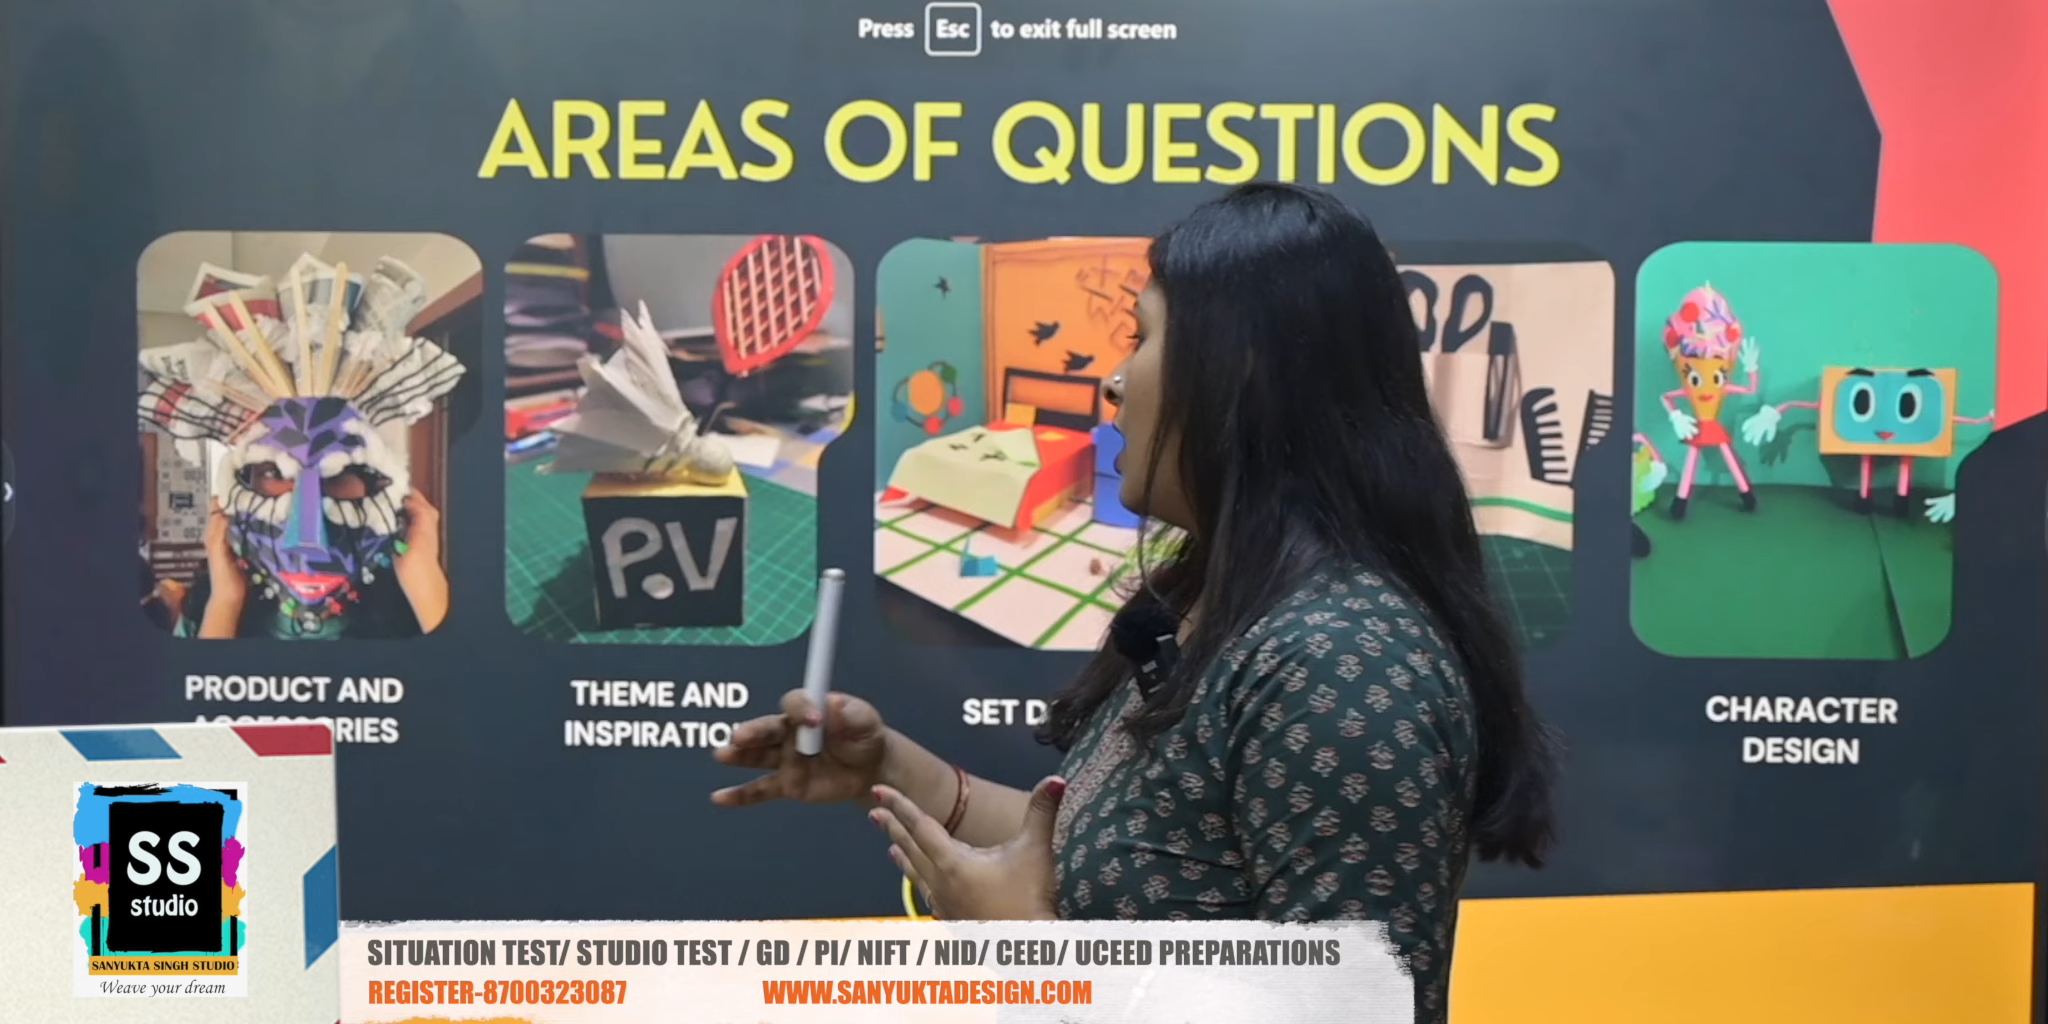 Press Esc to exit full screen
AREAS OF QUESTIONS
P.V
PRODUCT AND
THEME AND
SET
CHARACTER
DESIGN
SS
studio
SANYUKTA SINGH STUDIO
Weave your dream
SITUATION TEST/ STUDIO TEST / GD / PI/ NIFT / NID/ CEED/ UCEED PREPARATIONS
REGISTER-8700323087
WWW.SANYUKTADESIGN.COM